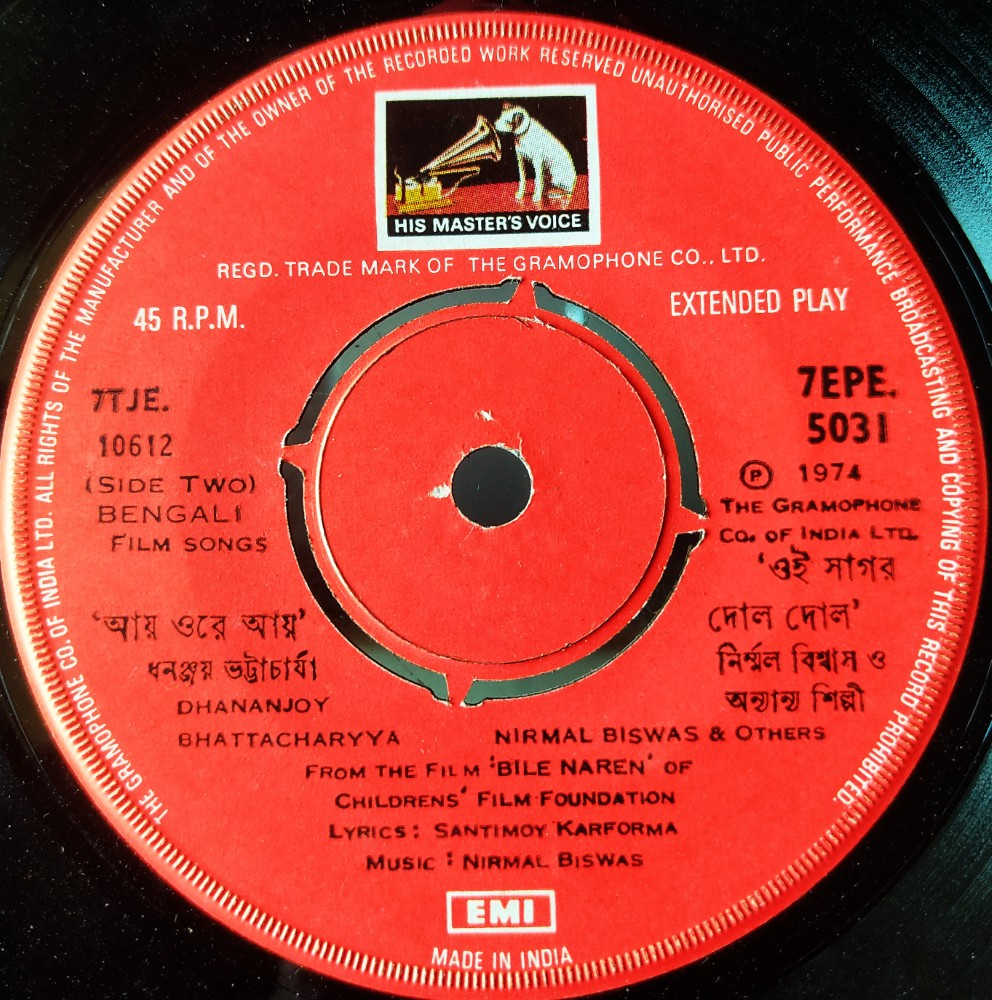 THE GRAMOPHONE CO. OF INDIA LTD. ALL RIGHTS OF THE MANUFACTURER AND OF THE OWNER OF THE RECORDED WORK RESERVED UNAUTHORISED PUBLIC PERFORMANCE BROADCASTING AND COPYING OF THIS RECORD PROHIBITED.
HIS MASTER'S VOICE
REGD. TRADE MARK OF THE GRAMOPHONE CO., LTD.
45 R.P.M.
EXTENDED PLAY
7TJE.
10612
(SIDE TWO)
BENGALI
FILM SONGS
7EPE.
5031
Ⓟ 1974
THE GRAMOPHONE
CO. OF INDIA LTD.
'আয় ওরে আয়'
ধনঞ্জয় ভট্টাচার্য্য
DHANANJOY
BHATTACHARYYA
'ওই সাগর
দোল দোল'
নির্ম্মল বিশ্বাস ও
অন্যান্য শিল্পী
NIRMAL BISWAS & OTHERS
FROM THE FILM 'BILE NAREN' OF
CHILDRENS' FILM FOUNDATION
LYRICS: SANTIMOY KARFORMA
MUSIC: NIRMAL BISWAS
EMI
MADE IN INDIA